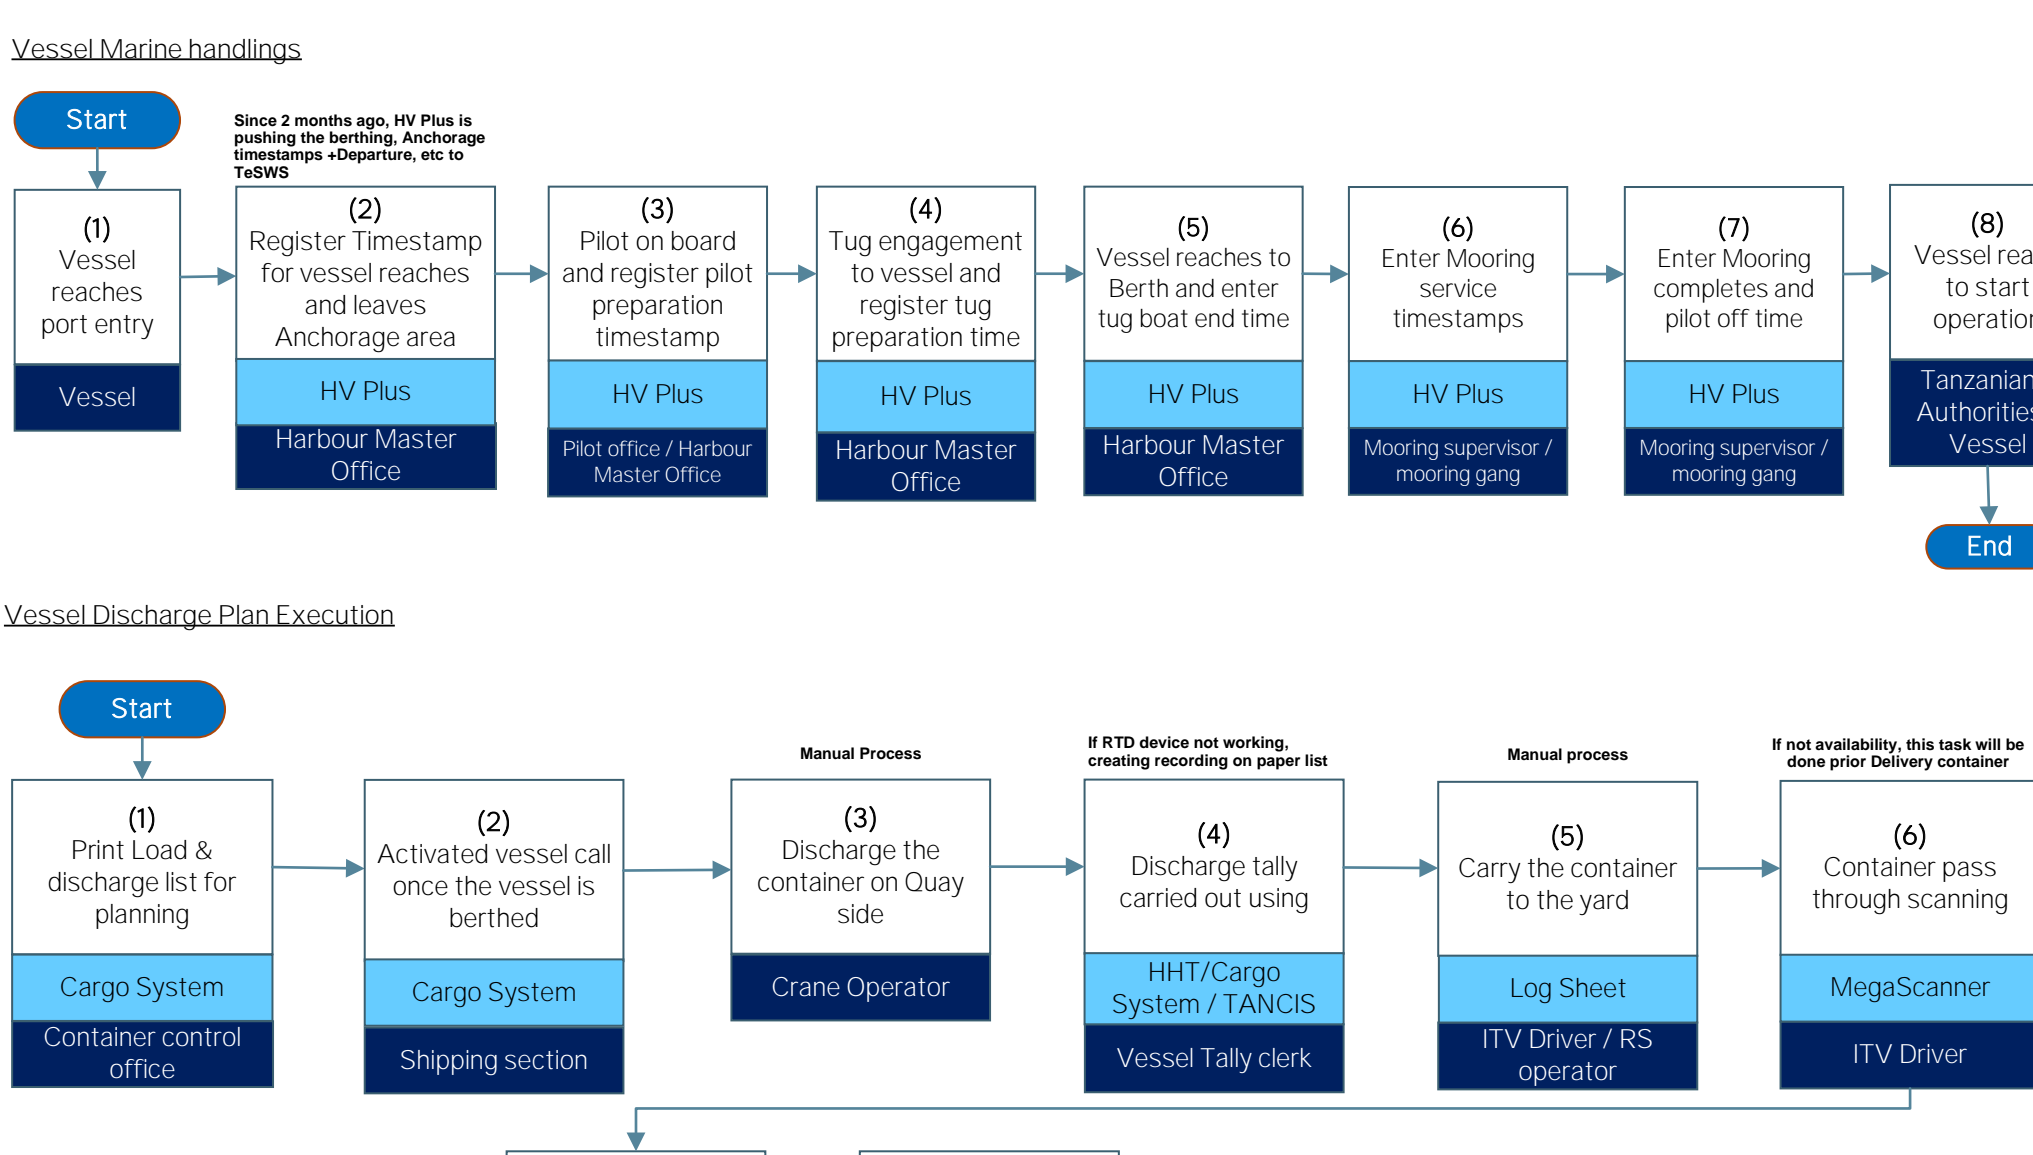 Vessel Marine handlings
Start
Since 2 months ago, HV Plus is
pushing the berthing, Anchorage
timestamps +Departure, etc to
TeSWS
(1)
Vessel
reaches
port entry
Vessel
(2)
Register Timestamp
for vessel reaches
and leaves
Anchorage area
HV Plus
Harbour Master
Office
(3)
Pilot on board
and register pilot
preparation
timestamp
HV Plus
Pilot office / Harbour
Master Office
(4)
Tug engagement
to vessel and
register tug
preparation time
HV Plus
Harbour Master
Office
(5)
Vessel reaches to
Berth and enter
tug boat end time
HV Plus
Harbour Master
Office
(6)
Enter Mooring
service
timestamps
HV Plus
Mooring supervisor /
mooring gang
(7)
Enter Mooring
completes and
pilot off time
HV Plus
Mooring supervisor /
mooring gang
(8)
Vessel
to start
Tanzanian
Vessel
End
Vessel Discharge Plan Execution
Start
(1)
Print Load &
discharge list for
planning
Cargo System
Container control
office
(2)
Activated vessel call
once the vessel is
berthed
Cargo System
Shipping section
Manual Process
(3)
Discharge the
container on Quay
side
Crane Operator
If RTD device not working,
creating recording on paper list
(4)
Discharge tally
carried out using
HHT/Cargo
System / TANCIS
Vessel Tally clerk
Manual process
(5)
Carry the container
to the yard
Log Sheet
ITV Driver / RS
operator
If not availability, this task will be
done prior Delivery container
(6)
Container pass
through scanning
MegaScanner
ITV Driver